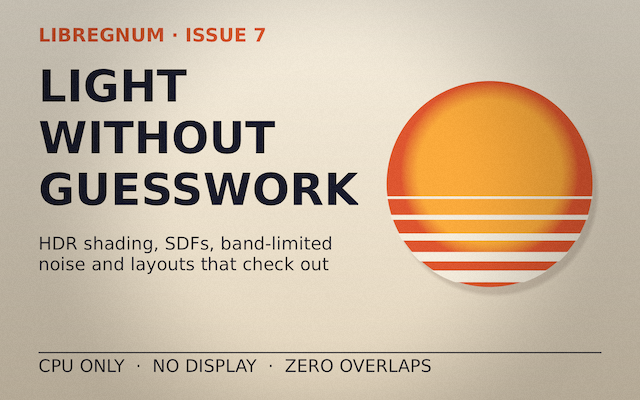 LIBREGNUM · ISSUE 7
LIGHT
WITHOUT
GUESSWORK
HDR shading, SDFs, band-limited
noise and layouts that check out
CPU ONLY · NO DISPLAY · ZERO OVERLAPS